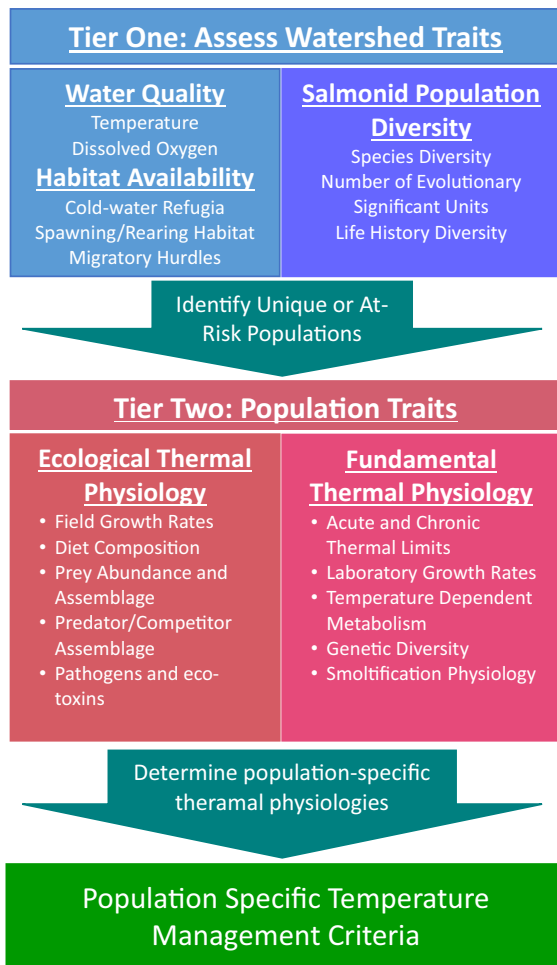 Tier One: Assess Watershed Traits
Water Quality
Temperature
Dissolved Oxygen
Habitat Availability
Cold-water Refugia
Spawning/Rearing Habitat
Migratory Hurdles
Salmonid Population
Diversity
Species Diversity
Number of Evolutionary
Significant Units
Life History Diversity
Identify Unique or At-
Risk Populations
Tier Two: Population Traits
Ecological Thermal
Physiology
• Field Growth Rates
• Diet Composition
• Prey Abundance and
Assemblage
• Predator/Competitor
Assemblage
• Pathogens and eco-
toxins
Fundamental
Thermal Physiology
• Acute and Chronic
Thermal Limits
• Laboratory Growth Rates
• Temperature Dependent
Metabolism
• Genetic Diversity
• Smoltification Physiology
Determine population-specific
theramal physiologies
Population Specific Temperature
Management Criteria